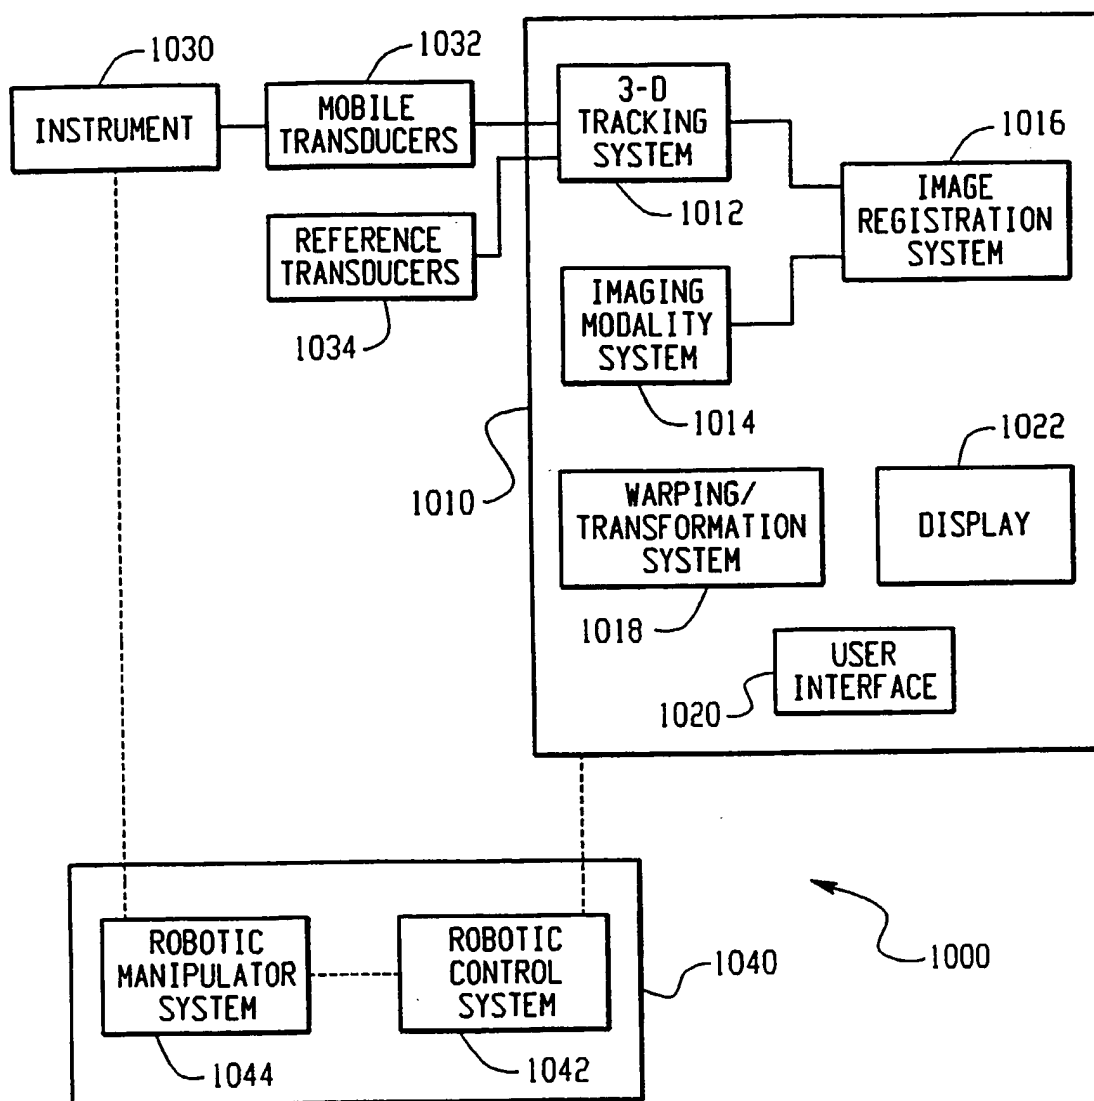 1030
INSTRUMENT
1032
MOBILE
TRANSDUCERS
REFERENCE
TRANSDUCERS
1034
3-D
TRACKING
SYSTEM
1012
1016
IMAGE
REGISTRATION
SYSTEM
IMAGING
MODALITY
SYSTEM
1014
1010
1022
DISPLAY
WARPING/
TRANSFORMATION
SYSTEM
1018
USER
INTERFACE
1020
ROBOTIC
MANIPULATOR
SYSTEM
1044
ROBOTIC
CONTROL
SYSTEM
1042
1040
1000